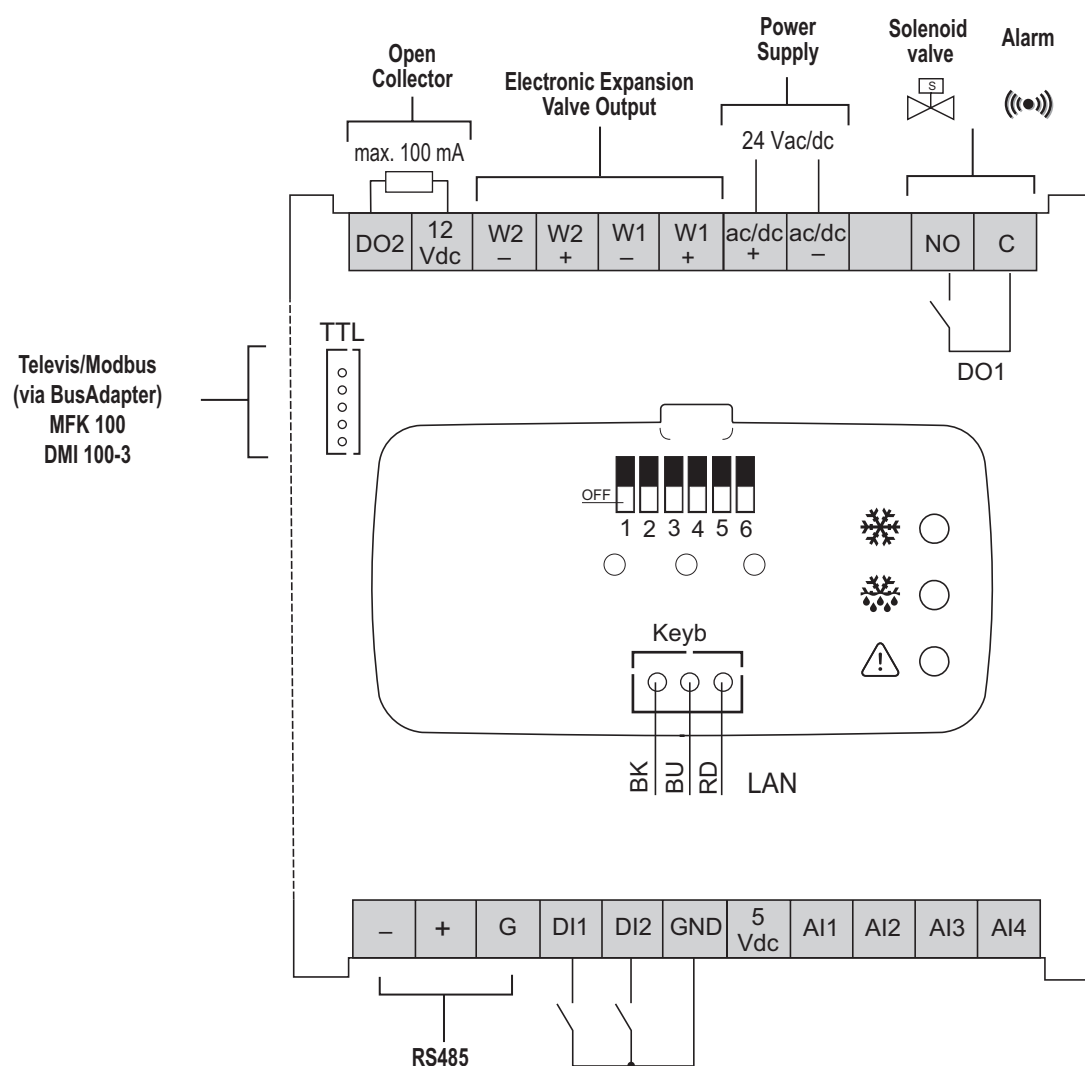 Open
Collector
max. 100 mA
Electronic Expansion
Valve Output
Power
Supply
24 Vac/dc
Solenoid
valve
S
Alarm
DO2
12
Vdc
W2
–
W2
+
W1
–
W1
+
ac/dc
+
ac/dc
–
NO
C
DO1
TTL
Televis/Modbus
(via BusAdapter)
MFK 100
DMI 100-3
OFF
1 2 3 4 5 6
!
Keyb
BK
BU
RD
LAN
–
+
G
DI1
DI2
GND
5
Vdc
AI1
AI2
AI3
AI4
RS485